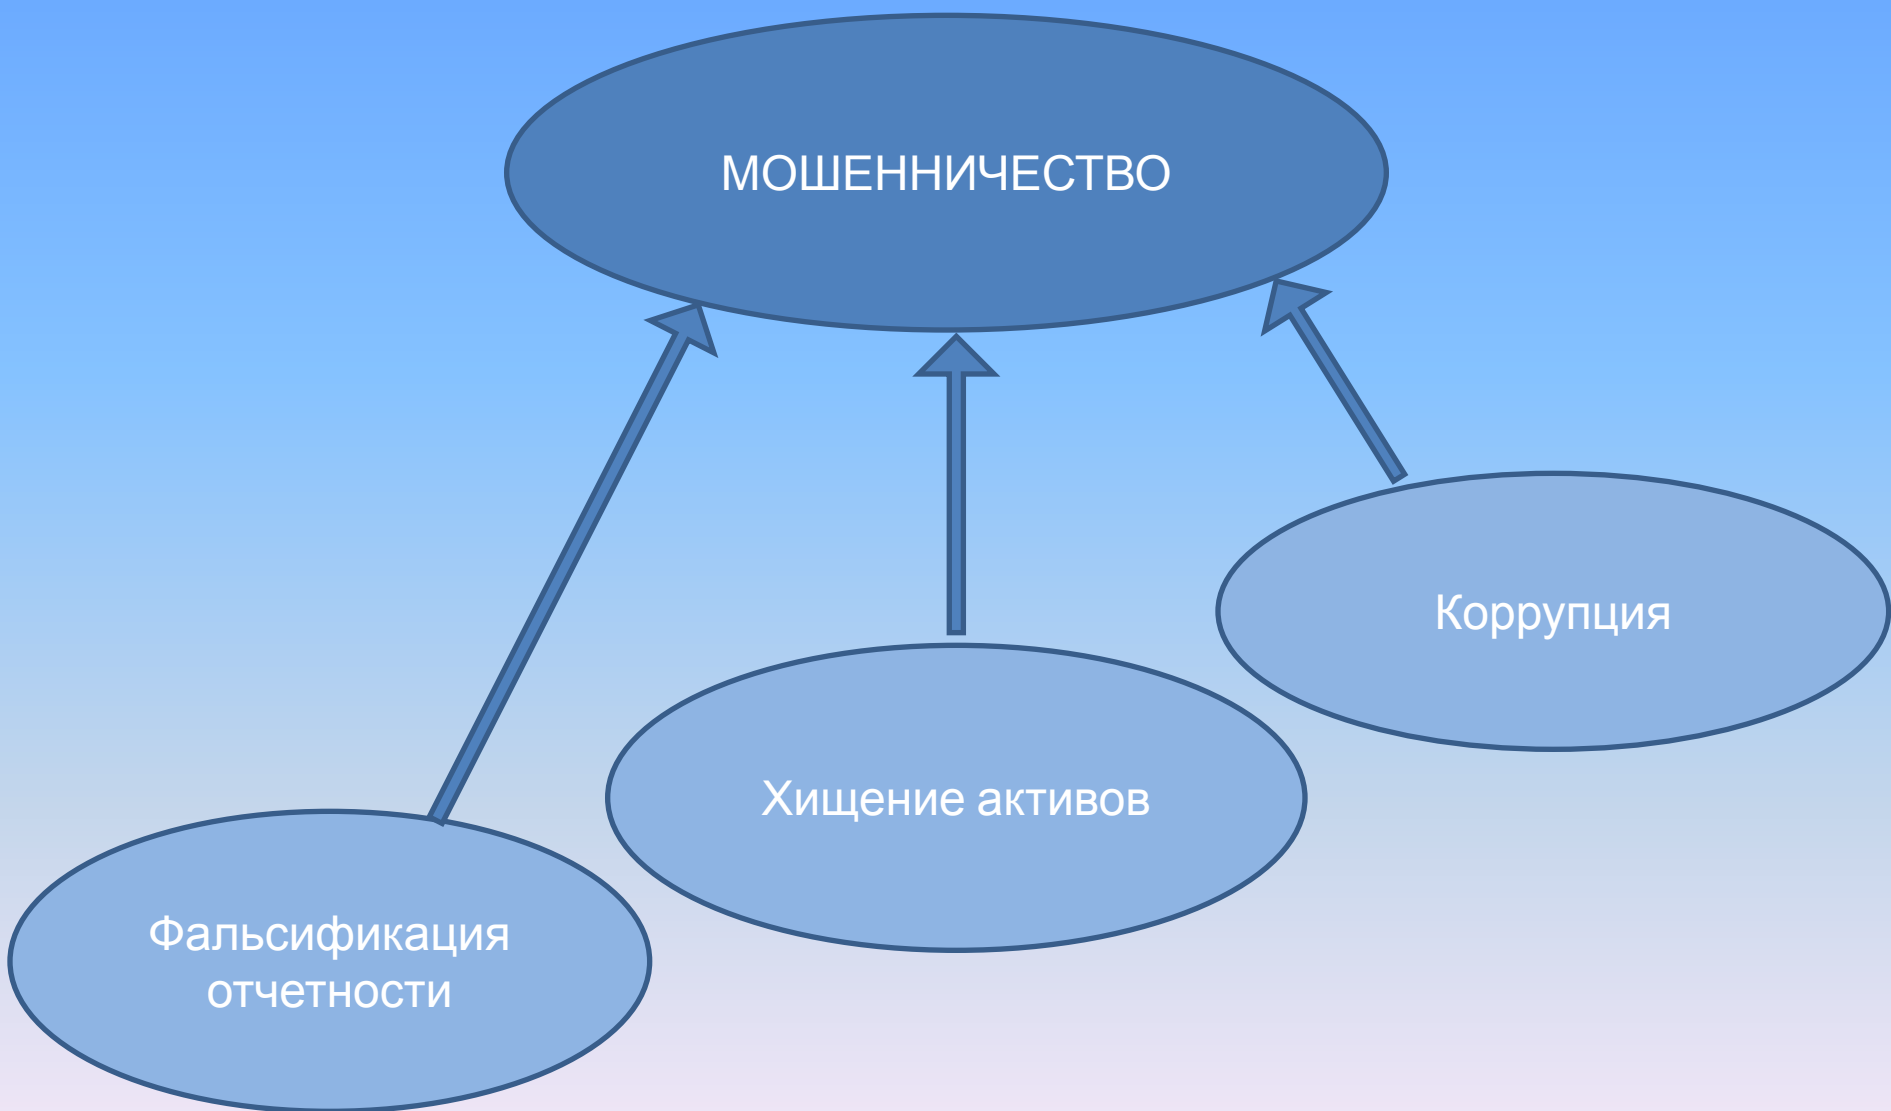 МОШЕННИЧЕСТВО
Коррупция
Хищение активов
Фальсификация
отчетности